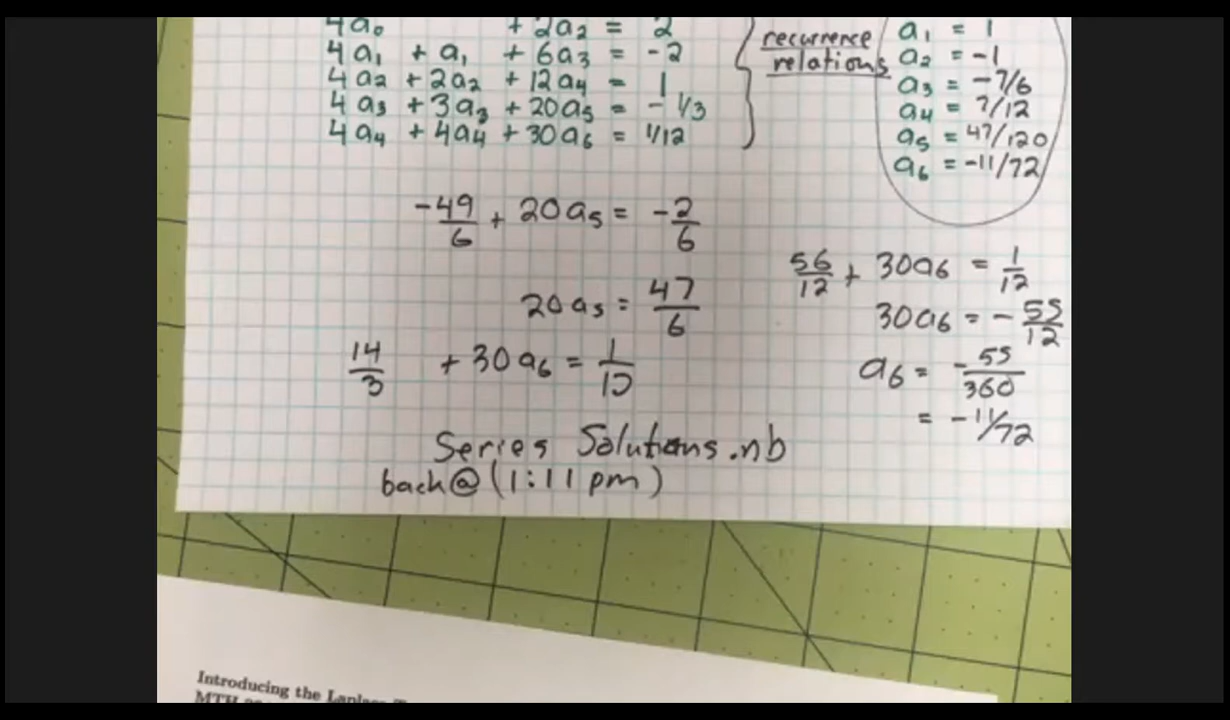 4a₀ + 2a₂ = 2
4a₁ + a₁ + 6a₃ = -2
4a₂ + 2a₂ + 12a₄ = 1
4a₃ + 3a₃ + 20a₅ = - 1/3
4a₄ + 4a₄ + 30a₆ = 1/12
recurrence
relations
a₁ = 1
a₂ = -1
a₃ = -7/6
a₄ = 7/12
a₅ = 47/120
a₆ = -11/72
-49/6 + 20a₅ = -2/6
20a₅ = 47/6
14/3 + 30a₆ = 1/12
56/12 + 30a₆ = 1/12
30a₆ = -55/12
a₆ = -55/360
= -11/72
Series Solutions.nb
back@(1:11 pm)
Introducing the
MTH